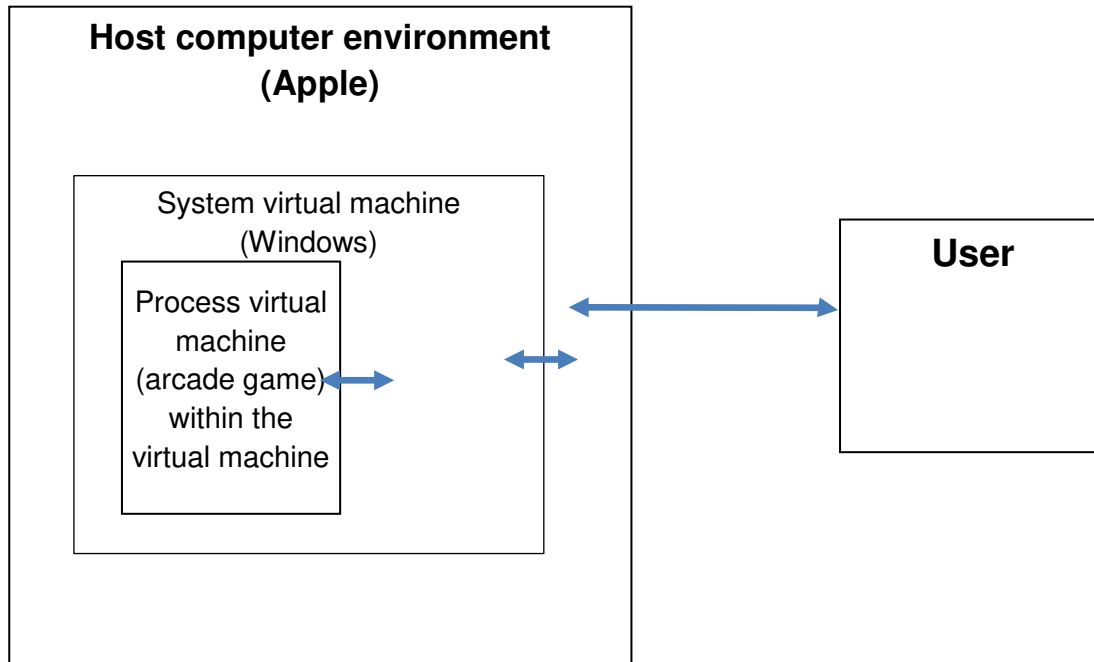 Host computer environment
(Apple)
System virtual machine
(Windows)
Process virtual
machine
(arcade game)
within the
virtual machine
User